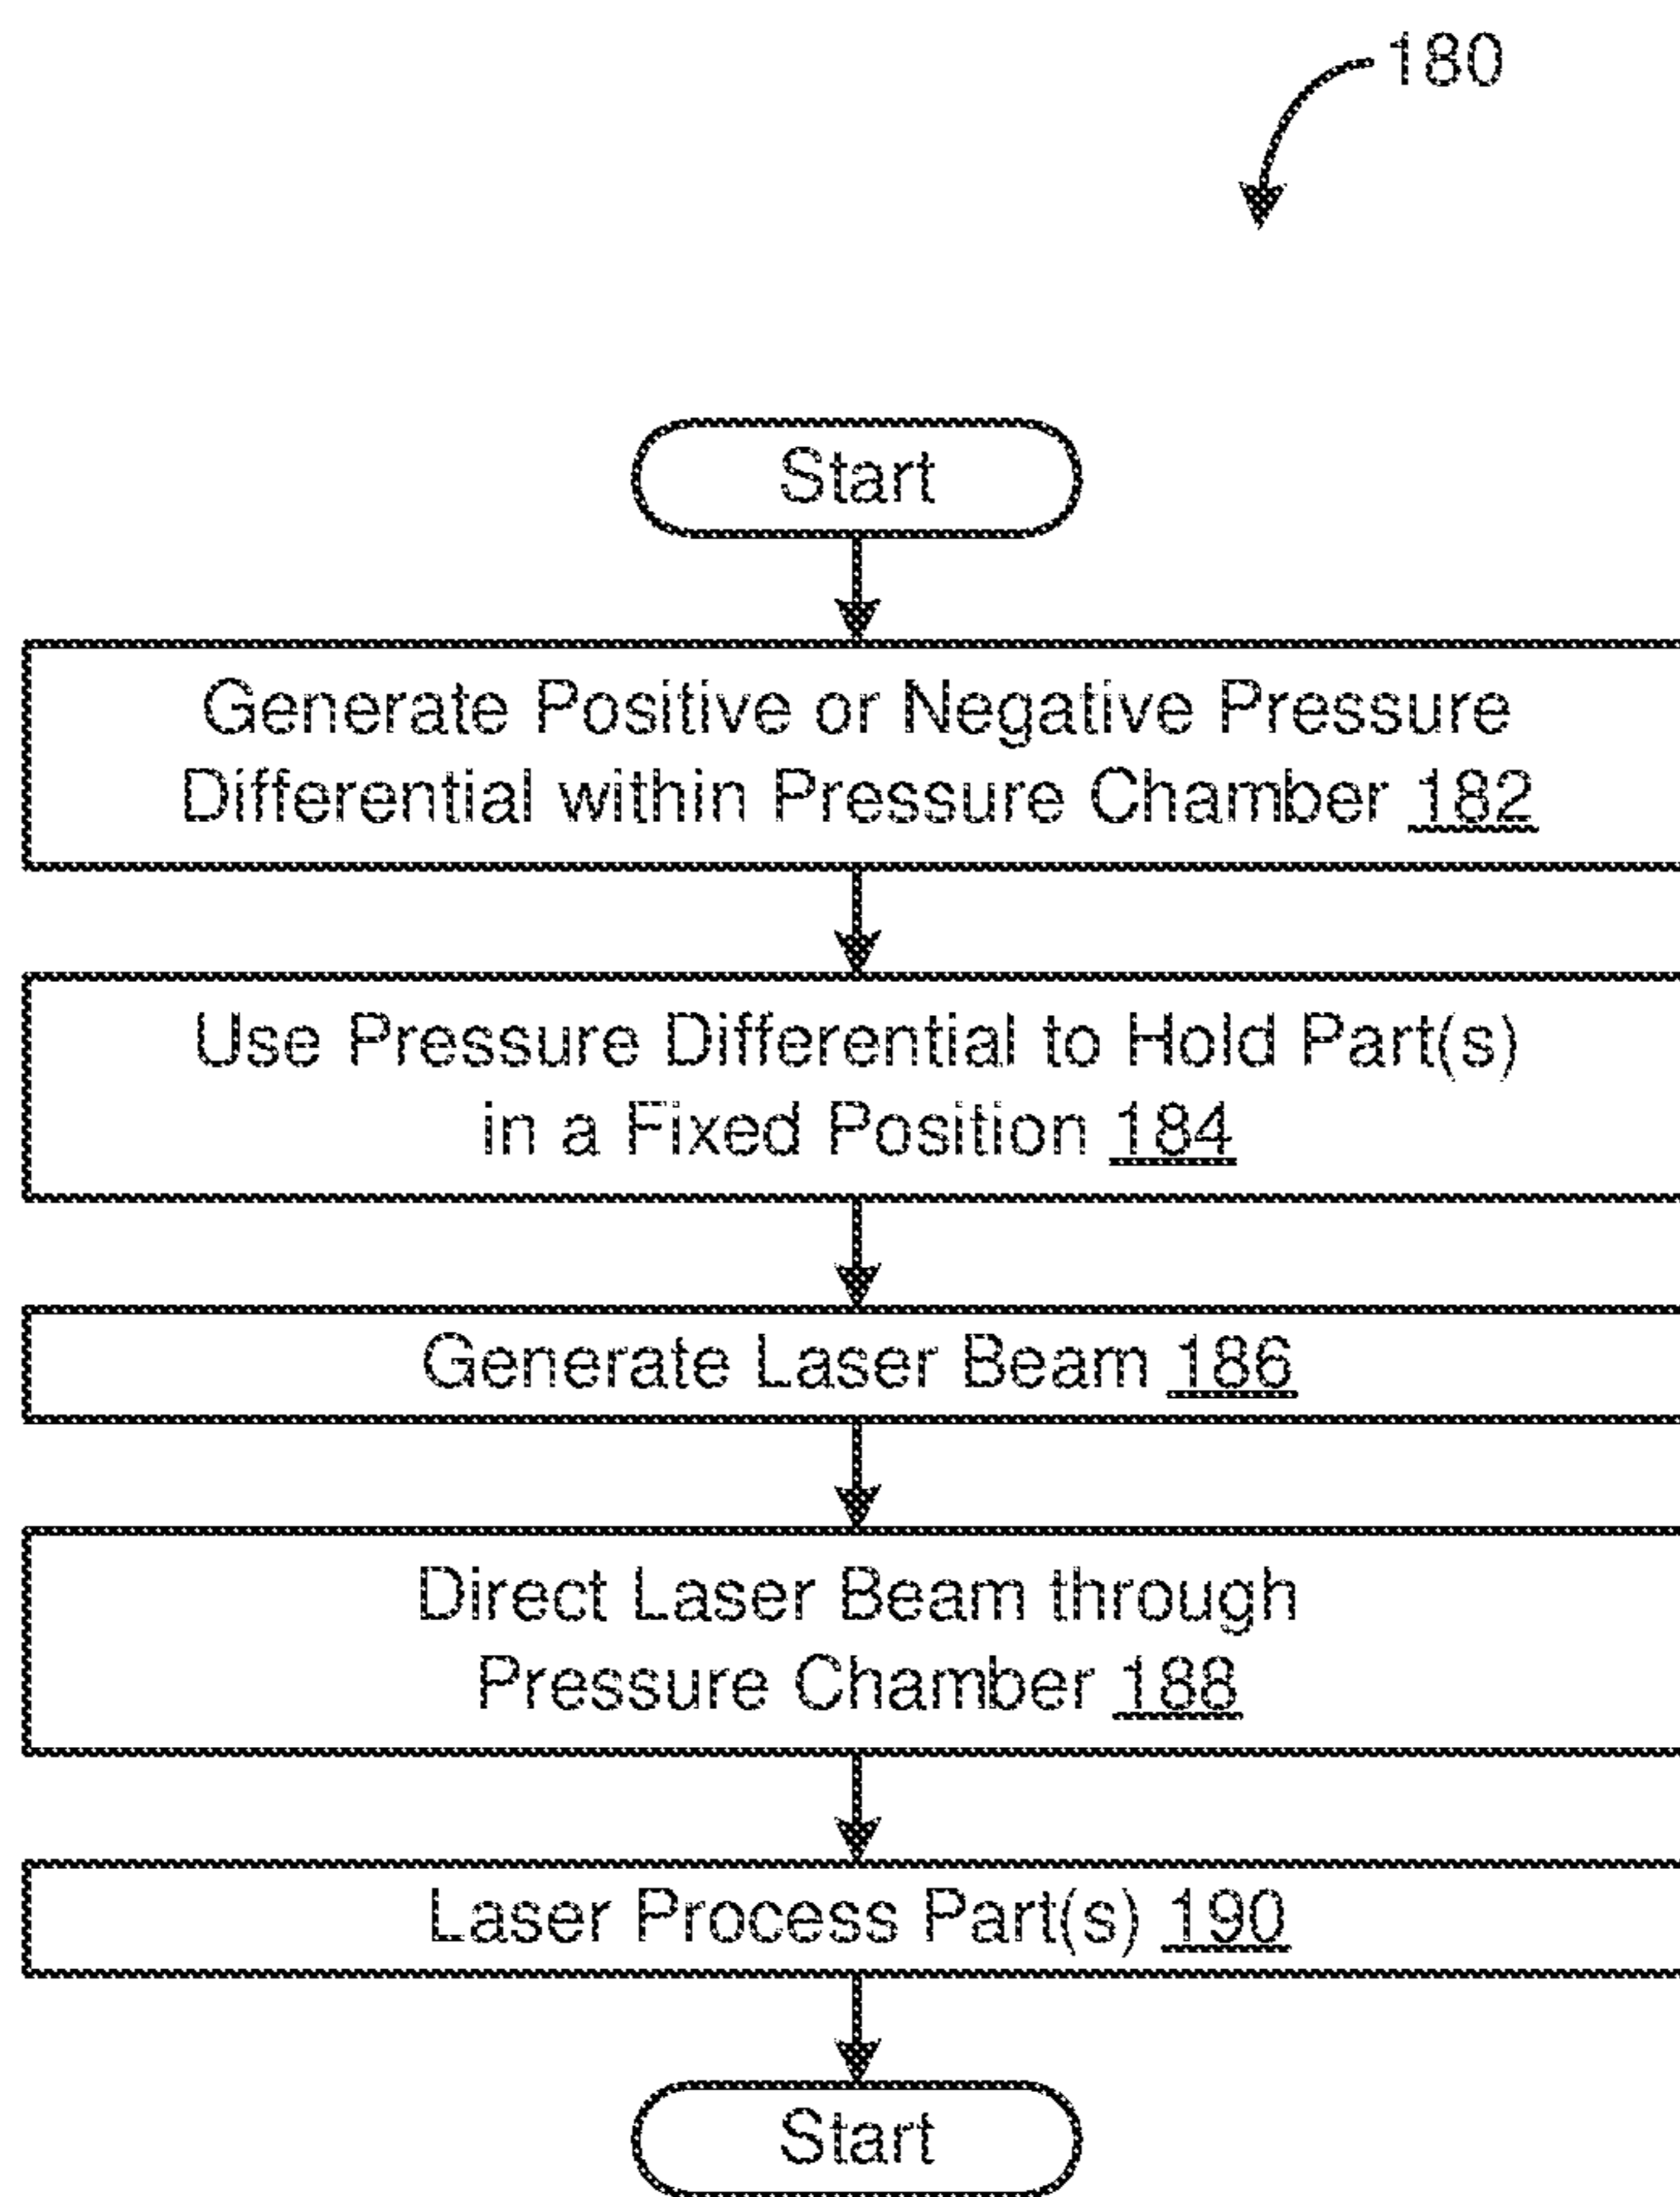 180
Start
Generate Positive or Negative Pressure
Differential within Pressure Chamber 182
Use Pressure Differential to Hold Part(s)
in a Fixed Position 184
Generate Laser Beam 186
Direct Laser Beam through
Pressure Chamber 188
Laser Process Part(s) 190
Start